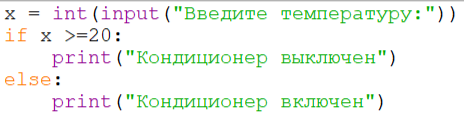 x = int(input("Введите температуру:"))
if x >=20:
    print("Кондиционер выключен")
else:
    print("Кондиционер включен")